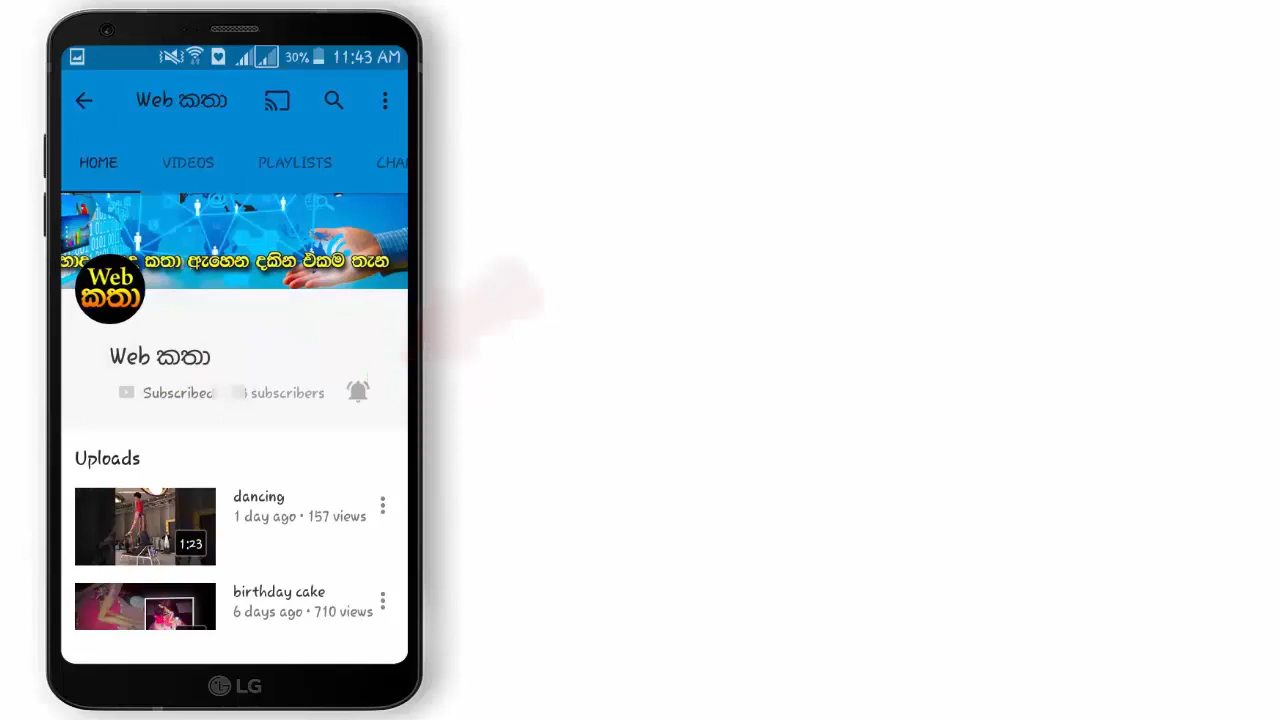 30% 11:43 AM
Web කතා
HOME VIDEOS PLAYLISTS
කතා ඇහෙන දකින එකම තැන
Web
කතා
Web කතා
Subscribed subscribers
Uploads
dancing
1 day ago • 157 views
1:23
birthday cake
6 days ago • 710 views
LG